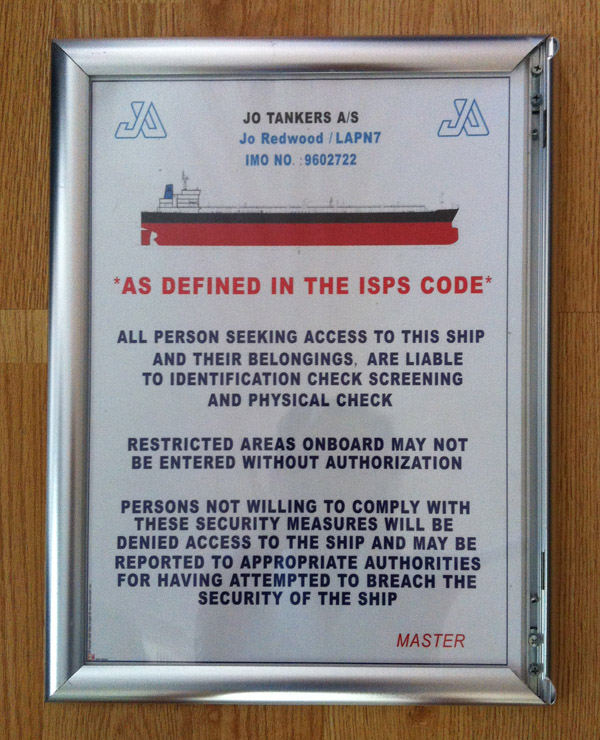 JO TANKERS A/S
Jo Redwood / LAPN7
IMO NO. : 9602722
*AS DEFINED IN THE ISPS CODE*
ALL PERSON SEEKING ACCESS TO THIS SHIP
AND THEIR BELONGINGS, ARE LIABLE
TO IDENTIFICATION CHECK SCREENING
AND PHYSICAL CHECK
RESTRICTED AREAS ONBOARD MAY NOT
BE ENTERED WITHOUT AUTHORIZATION
PERSONS NOT WILLING TO COMPLY WITH
THESE SECURITY MEASURES WILL BE
DENIED ACCESS TO THE SHIP AND MAY BE
REPORTED TO APPROPRIATE AUTHORITIES
FOR HAVING ATTEMPTED TO BREACH THE
SECURITY OF THE SHIP
MASTER